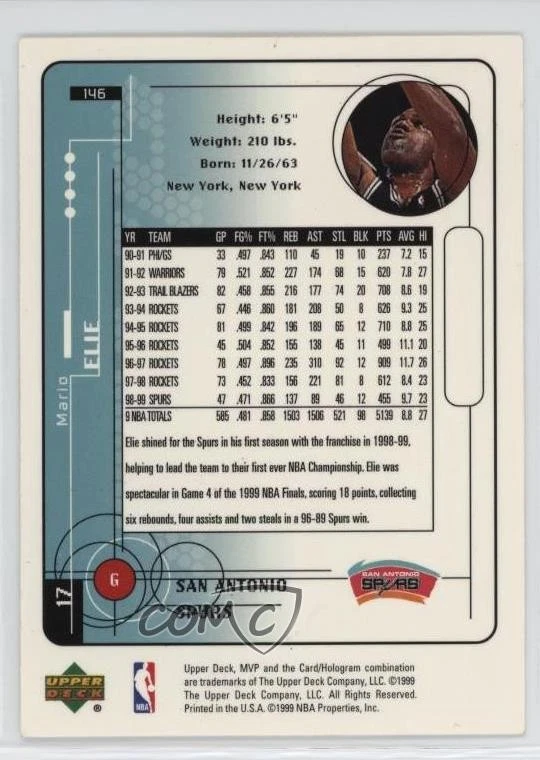 146
Height: 6'5"
Weight: 210 lbs.
Born: 11/26/63
New York, New York
Mario
ELIE
YR TEAM GP FG% FT% REB AST STL BLK PTS AVG HI
90-91 PHI/GS 33 .497 .843 110 45 19 10 237 7.2 15
91-92 WARRIORS 79 .521 .852 227 174 68 15 620 7.8 27
92-93 TRAIL BLAZERS 82 .458 .855 216 177 74 20 708 8.6 19
93-94 ROCKETS 67 .446 .860 181 208 50 8 626 9.3 25
94-95 ROCKETS 81 .499 .842 196 189 65 12 710 8.8 25
95-96 ROCKETS 45 .504 .852 155 138 45 11 499 11.1 20
96-97 ROCKETS 78 .497 .896 235 310 92 12 909 11.7 26
97-98 ROCKETS 73 .452 .833 156 221 81 8 612 8.4 23
98-99 SPURS 47 .471 .866 137 89 46 12 455 9.7 23
9 NBA TOTALS 585 .481 .858 1503 1506 521 98 5139 8.8 27
Elie shined for the Spurs in his first season with the franchise in 1998-99,
helping to lead the team to their first ever NBA Championship. Elie was
spectacular in Game 4 of the 1999 NBA Finals, scoring 18 points, collecting
six rebounds, four assists and two steals in a 96-89 Spurs win.
17
G
SAN ANTONIO
SPURS
SAN ANTONIO
SPURS
COMC
UPPER
DECK
®
NBA
Upper Deck, MVP and the Card/Hologram combination
are trademarks of The Upper Deck Company, LLC. ©1999
The Upper Deck Company, LLC. All Rights Reserved.
Printed in the U.S.A. ©1999 NBA Properties, Inc.